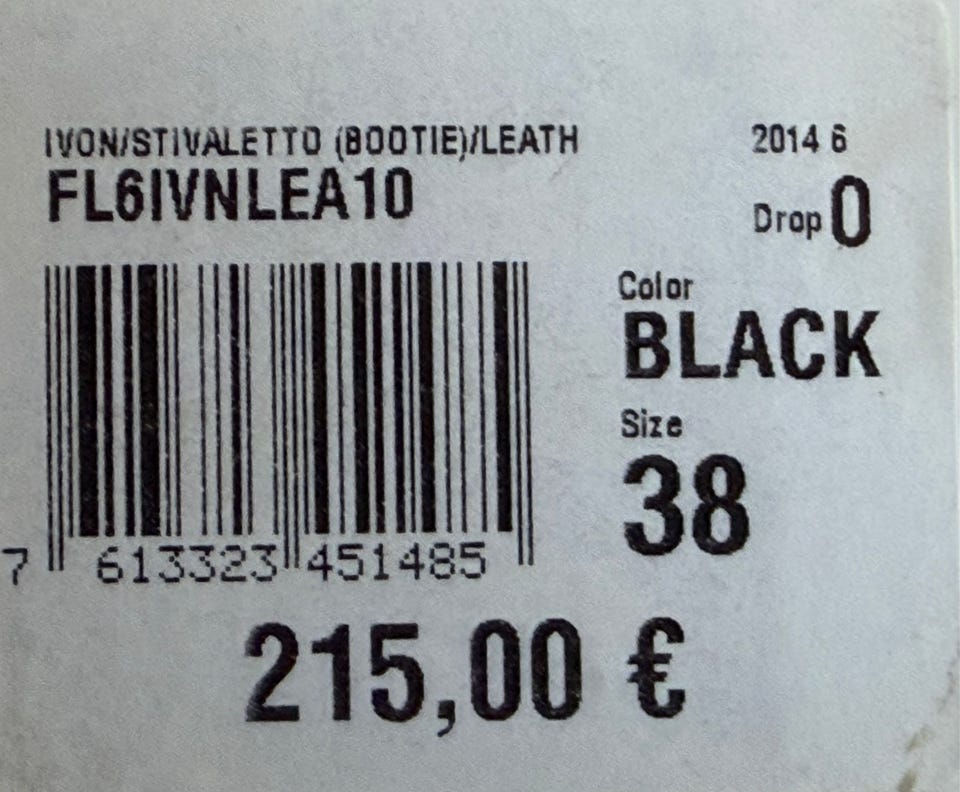 IVON/STIVALETTO (BOOTIE)/LEATH 2014 6
FL6IVNLEA10
Drop 0
Color
BLACK
Size
38
7 613323 451485
215,00 €